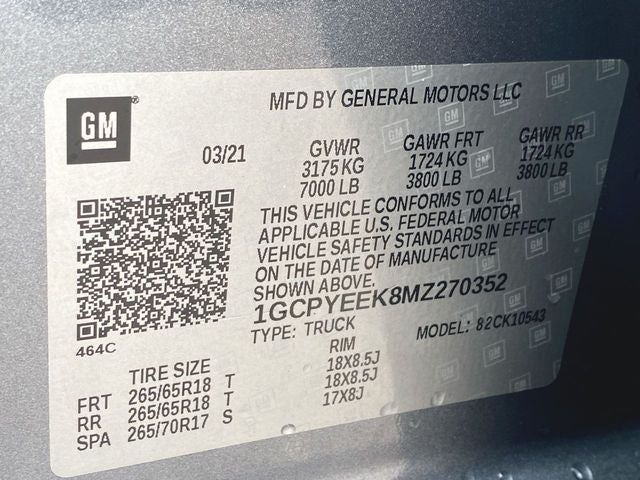 GM
MFD BY GENERAL MOTORS LLC
03/21
GVWR GAWR FRT GAWR RR
3175 KG 1724 KG 1724 KG
7000 LB 3800 LB 3800 LB
THIS VEHICLE CONFORMS TO ALL
APPLICABLE U.S. FEDERAL MOTOR
VEHICLE SAFETY STANDARDS IN EFFECT
ON THE DATE OF MANUFACTURE
SHOWN ABOVE.
1GCPYEEK8MZ270352
TYPE: TRUCK MODEL: 82CK10543
464C
TIRE SIZE RIM
FRT 265/65R18 T 18X8.5J
RR 265/65R18 T 18X8.5J
SPA 265/70R17 S 17X8J